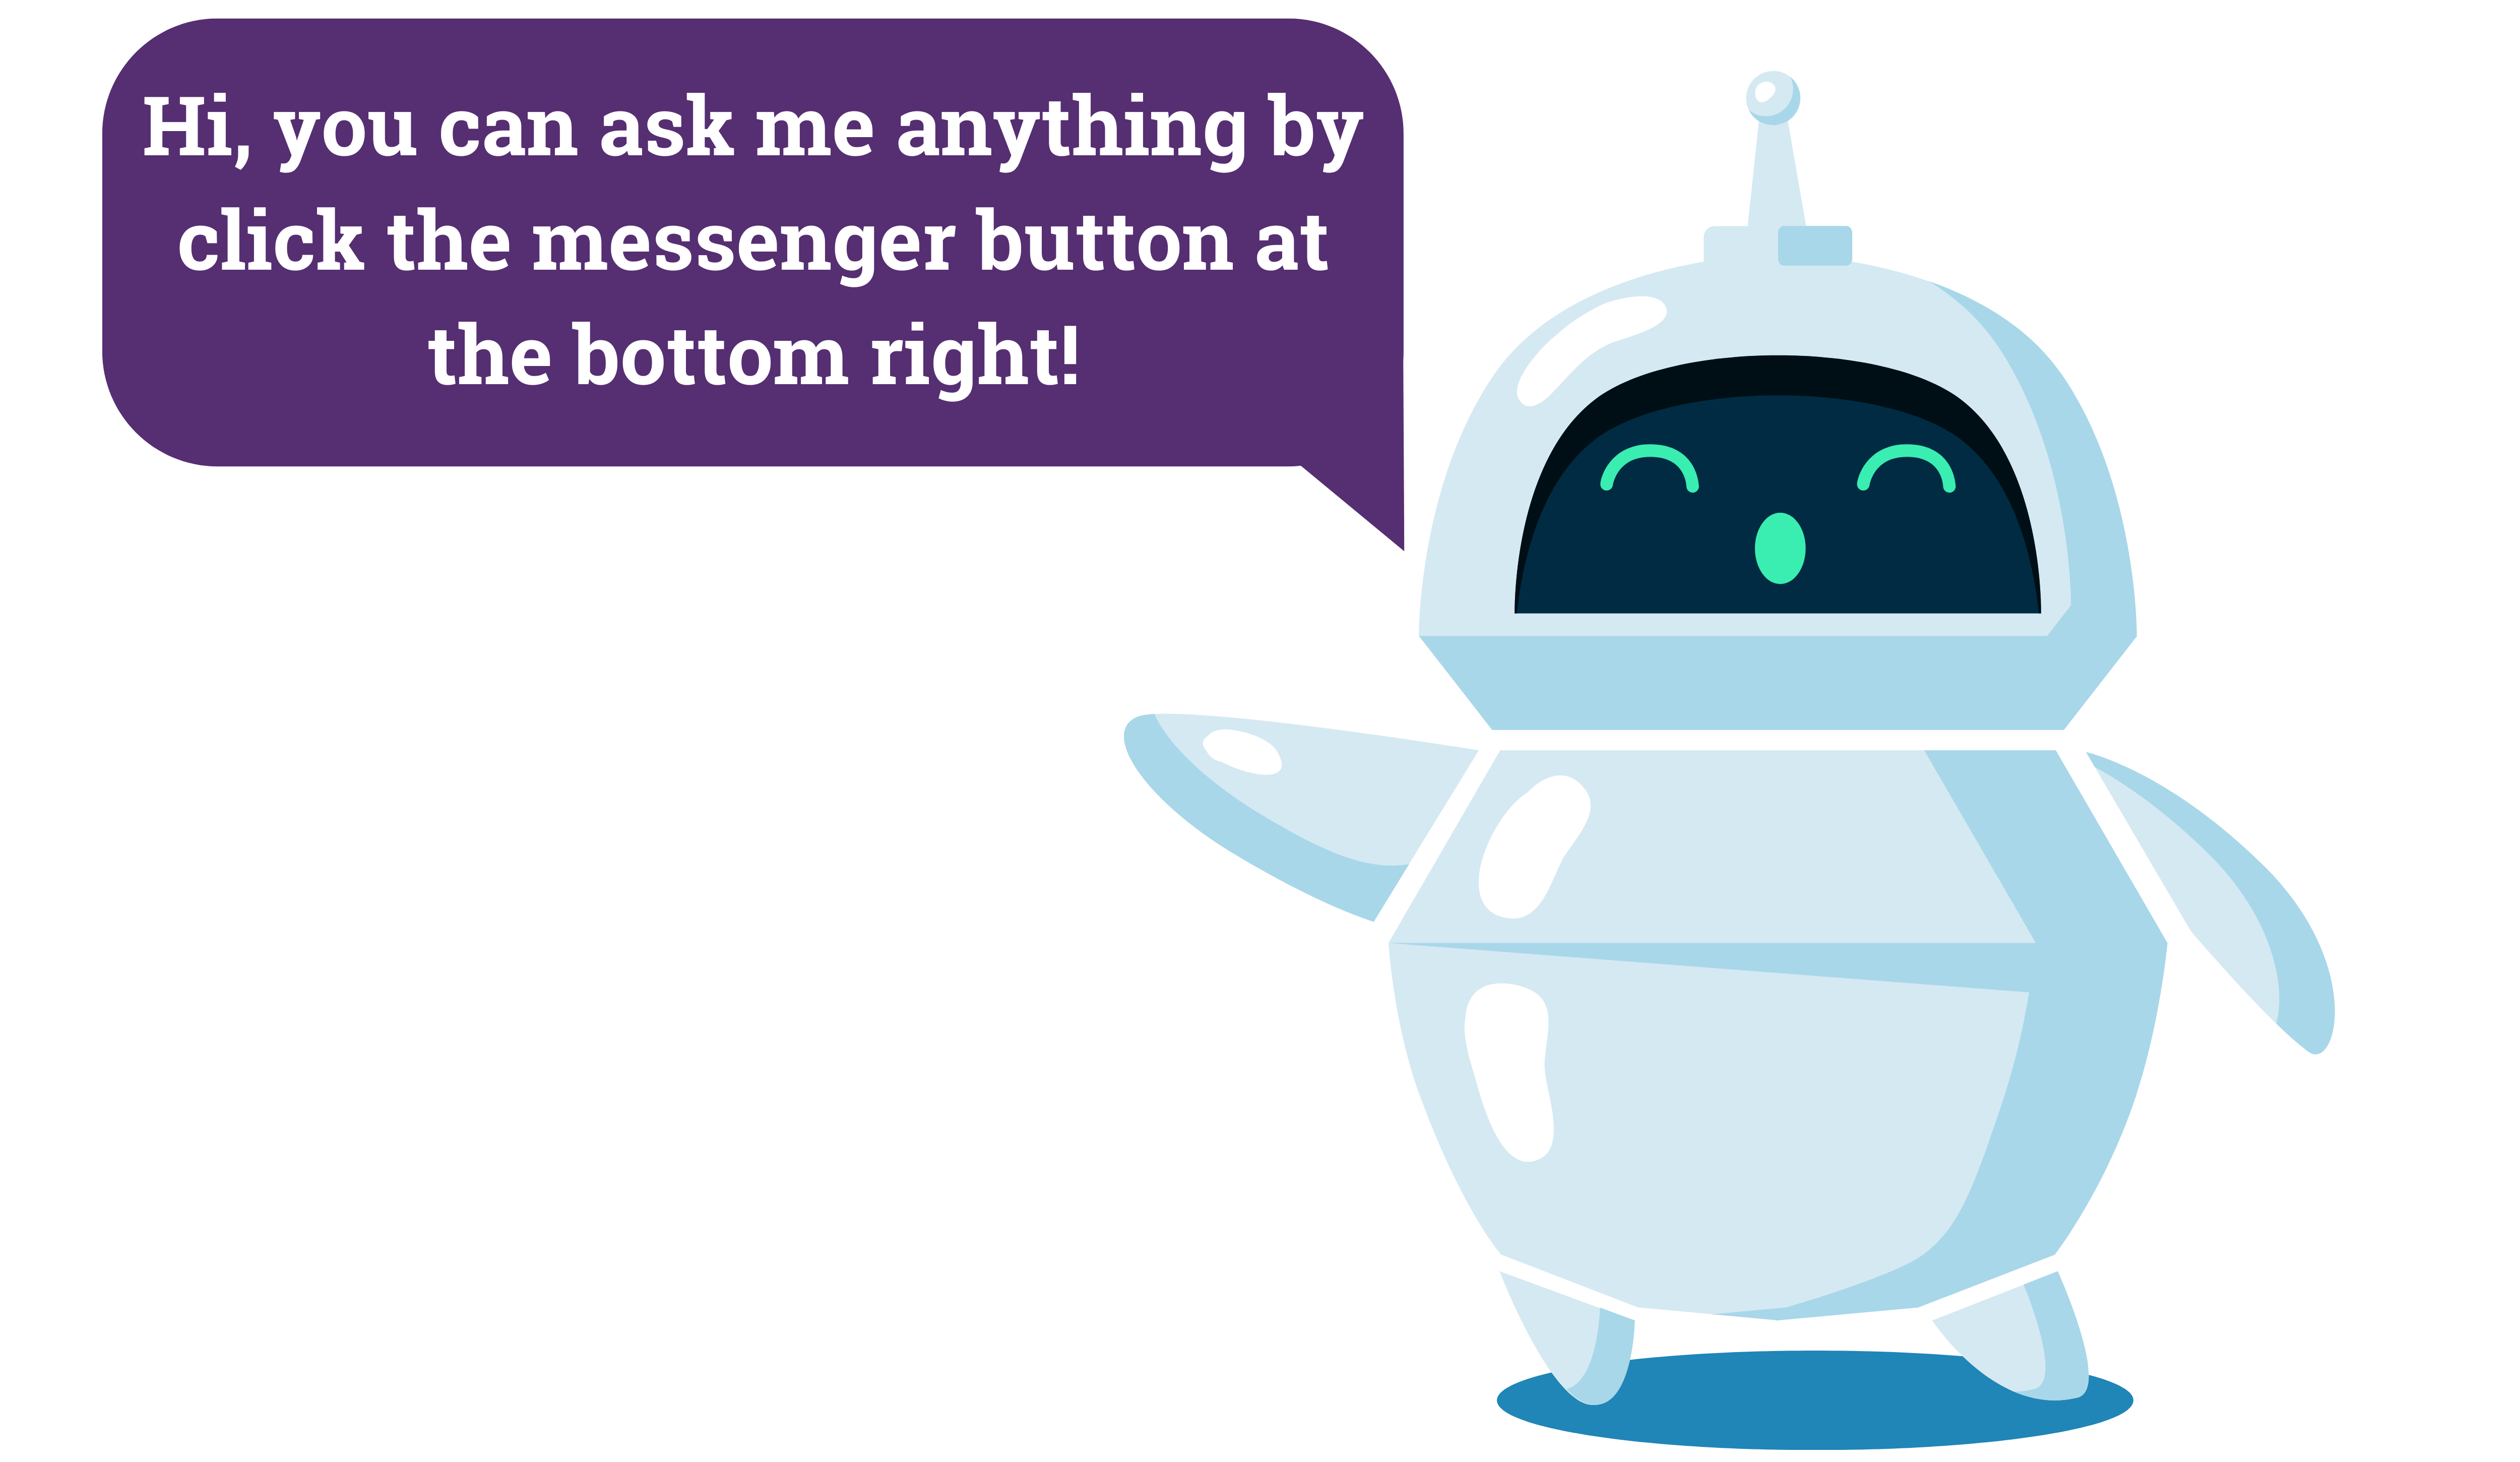 Hi, you can ask me anything by
click the messenger button at
the bottom right!